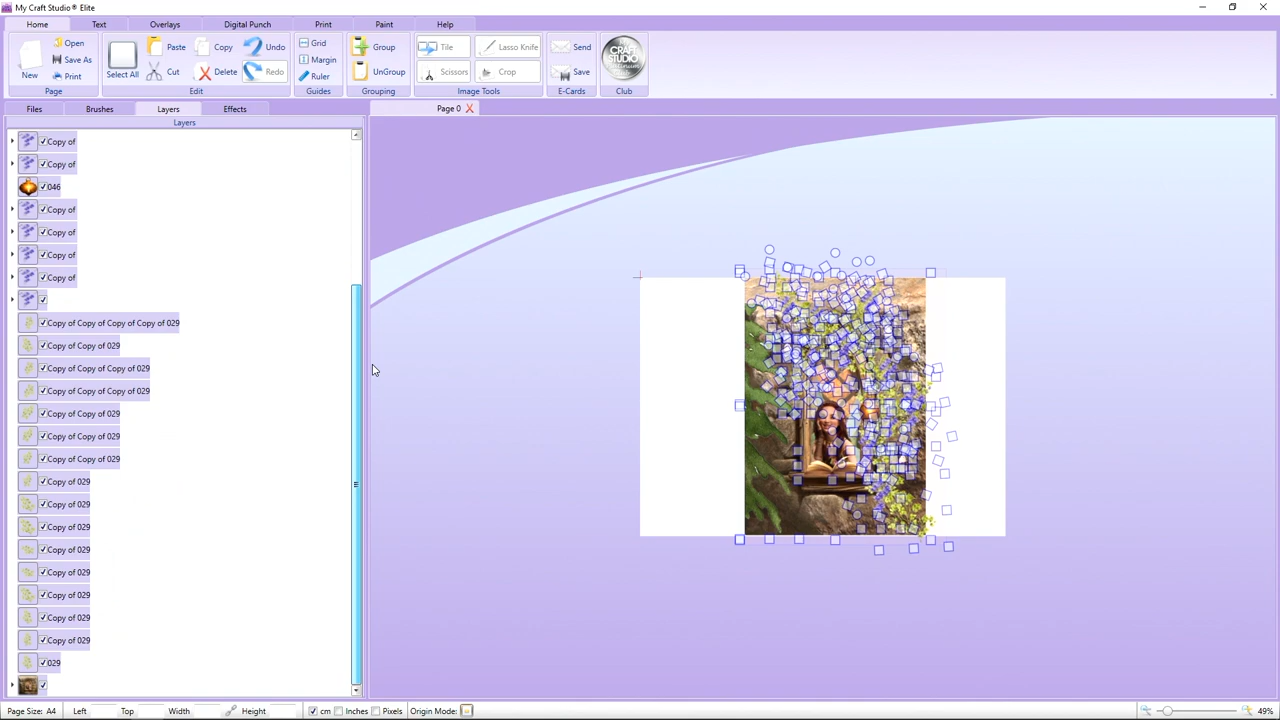 My Craft Studio® Elite
Home Text Overlays Digital Punch Print Paint Help
New Open Save As Print Page
Select All Paste Copy Undo Cut Delete Redo Edit
Grid Margin Ruler Guides
Group UnGroup Grouping
Tile Lasso Knife Scissors Crop Image Tools
Send Save E-Cards
CRAFT STUDIO Club
Files Brushes Layers Effects
Page 0
Layers
Copy of
Copy of
046
Copy of
Copy of
Copy of
Copy of
Copy of Copy of Copy of Copy of 029
Copy of Copy of 029
Copy of Copy of Copy of 029
Copy of Copy of Copy of 029
Copy of Copy of 029
Copy of Copy of 029
Copy of Copy of 029
Copy of 029
Copy of 029
Copy of 029
Copy of 029
Copy of 029
Copy of 029
Copy of 029
Copy of 029
029
Page Size: A4 Left Top Width Height cm Inches Pixels Origin Mode: 49%